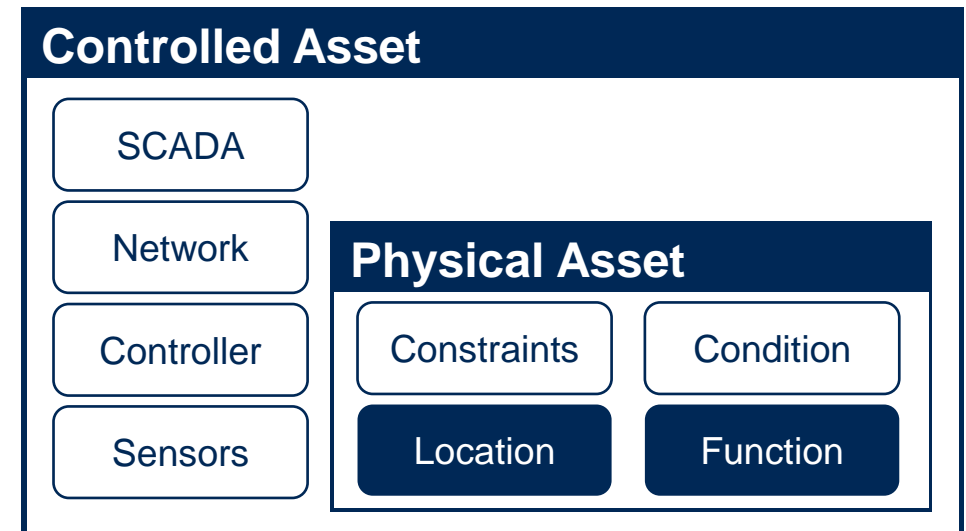 Controlled Asset
SCADA
Network
Controller
Sensors
Physical Asset
Constraints
Condition
Location
Function